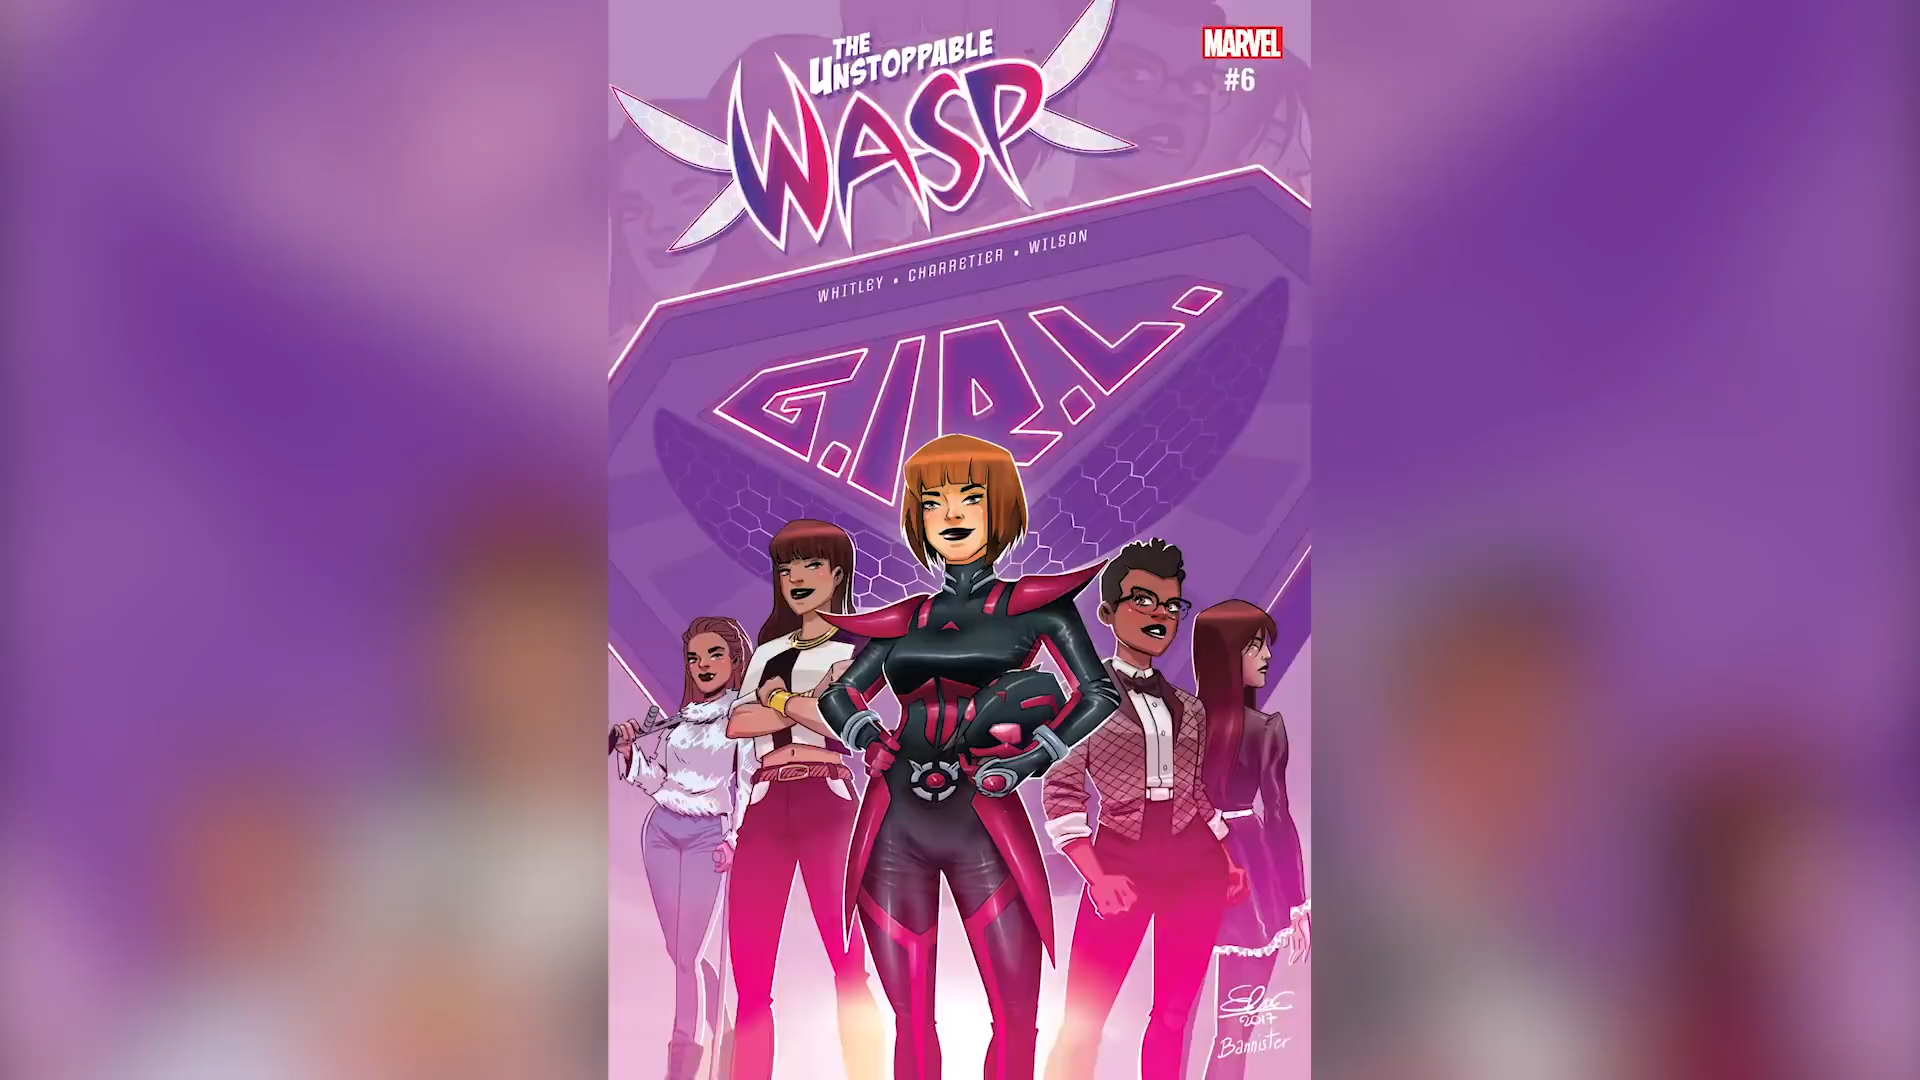 THE
UNSTOPPABLE
WASP
MARVEL
#6
WHITLEY • CHARRETIER • WILSON
G.I.R.L.
2017
Bannister